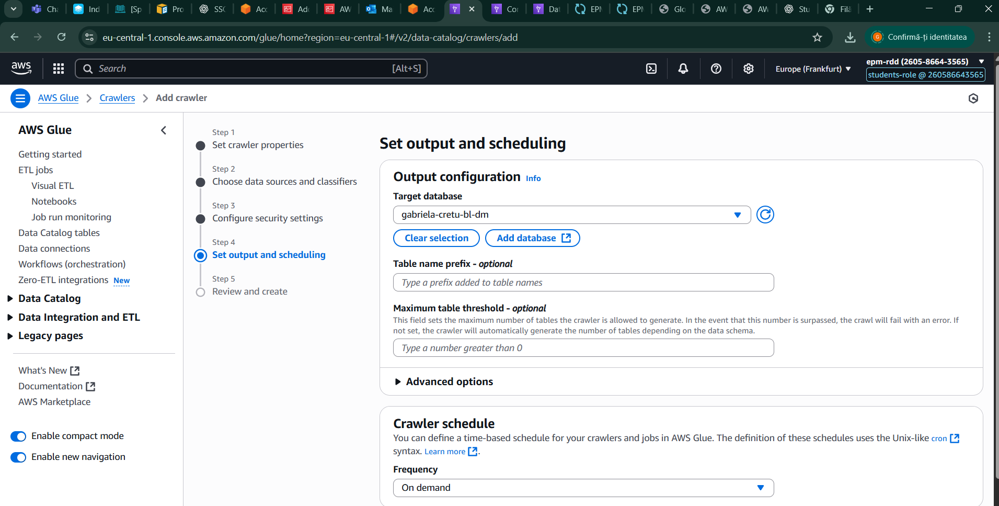 Ch
Ind
[Sp
Pro
SSC
Acc
Ad
AW
Ma
Acc
Co
Da
EPM
EPM
Glo
AW
AW
Stu
Filă
eu-central-1.console.aws.amazon.com/glue/home?region=eu-central-1#/v2/data-catalog/crawlers/add
G
Confirmă-ți identitatea
aws
Search
[Alt+S]
Europe (Frankfurt)
epm-rdd (2605-8664-3565)
students-role @ 260586643565
AWS Glue
Crawlers
Add crawler
AWS Glue
Getting started
ETL jobs
Visual ETL
Notebooks
Job run monitoring
Data Catalog tables
Data connections
Workflows (orchestration)
Zero-ETL integrations New
Data Catalog
Data Integration and ETL
Legacy pages
What's New
Documentation
AWS Marketplace
Enable compact mode
Enable new navigation
Step 1
Set crawler properties
Step 2
Choose data sources and classifiers
Step 3
Configure security settings
Step 4
Set output and scheduling
Step 5
Review and create
Set output and scheduling
Output configuration Info
Target database
gabriela-cretu-bl-dm
Clear selection
Add database
Table name prefix - optional
Type a prefix added to table names
Maximum table threshold - optional
This field sets the maximum number of tables the crawler is allowed to generate. In the event that this number is surpassed, the crawl will fail with an error. If
not set, the crawler will automatically generate the number of tables depending on the data schema.
Type a number greater than 0
Advanced options
Crawler schedule
You can define a time-based schedule for your crawlers and jobs in AWS Glue. The definition of these schedules uses the Unix-like cron
syntax. Learn more .
Frequency
On demand